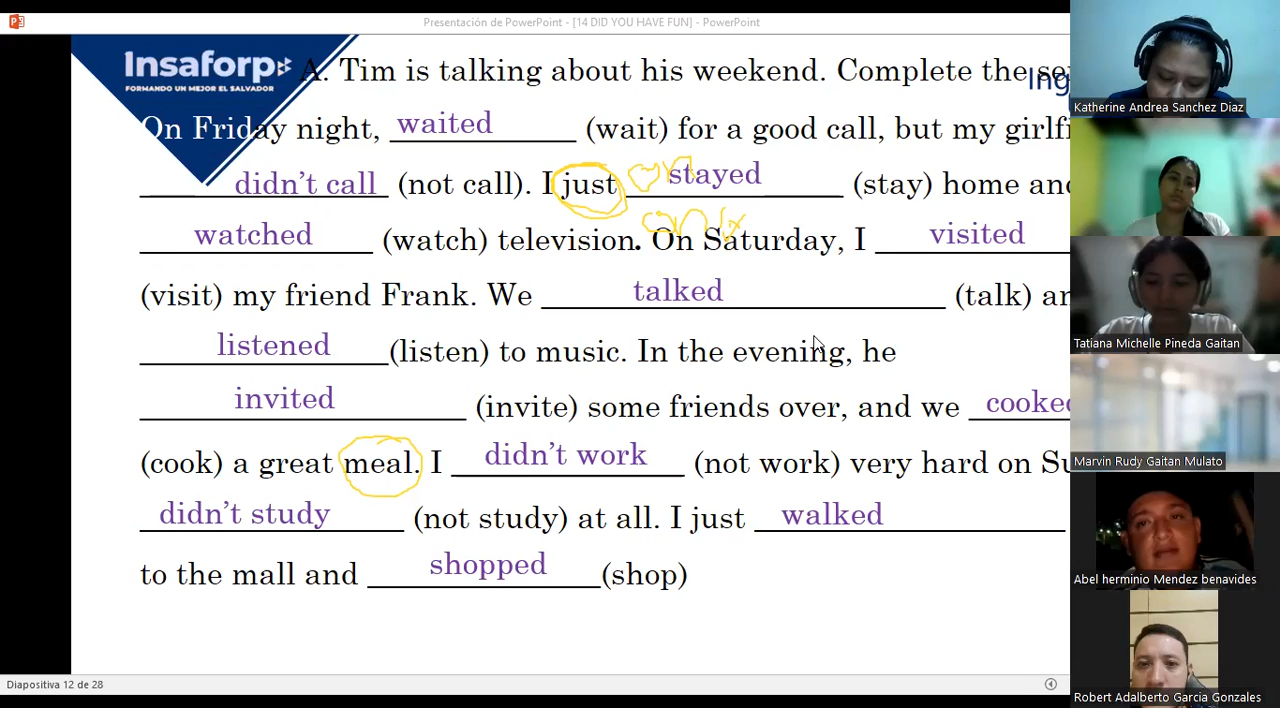 Presentación de PowerPoint - [14 DID YOU HAVE FUN] - PowerPoint
Insaforp
FORMANDO UN MEJOR EL SALVADOR
A. Tim is talking about his weekend. Complete the se
Ing
On Friday night, waited (wait) for a good call, but my girlf
didn't call (not call). I just stayed (stay) home and
on
only
watched (watch) television. On Saturday, I visited
(visit) my friend Frank. We talked (talk) an
listened (listen) to music. In the evening, he
invited (invite) some friends over, and we cooked
(cook) a great meal. I didn't work (not work) very hard on Su
didn't study (not study) at all. I just walked
to the mall and shopped (shop)
Diapositiva 12 de 28
Katherine Andrea Sanchez Diaz
Tatiana Michelle Pineda Gaitan
Marvin Rudy Gaitan Mulato
Abel herminio Mendez benavides
Robert Adalberto Garcia Gonzales